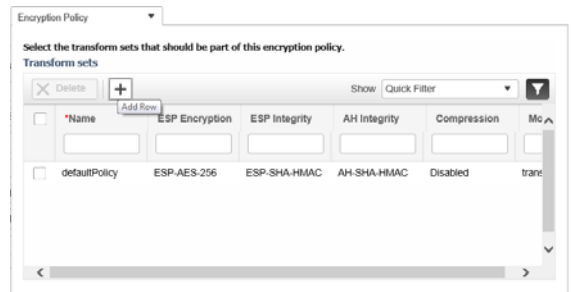 Encryption Policy
Select the transform sets that should be part of this encryption policy.
Transform sets
Delete
Show Quick Filter
Add Row
*Name ESP Encryption ESP Integrity AH Integrity Compression Mo
defaultPolicy ESP-AES-256 ESP-SHA-HMAC AH-SHA-HMAC Disabled trans